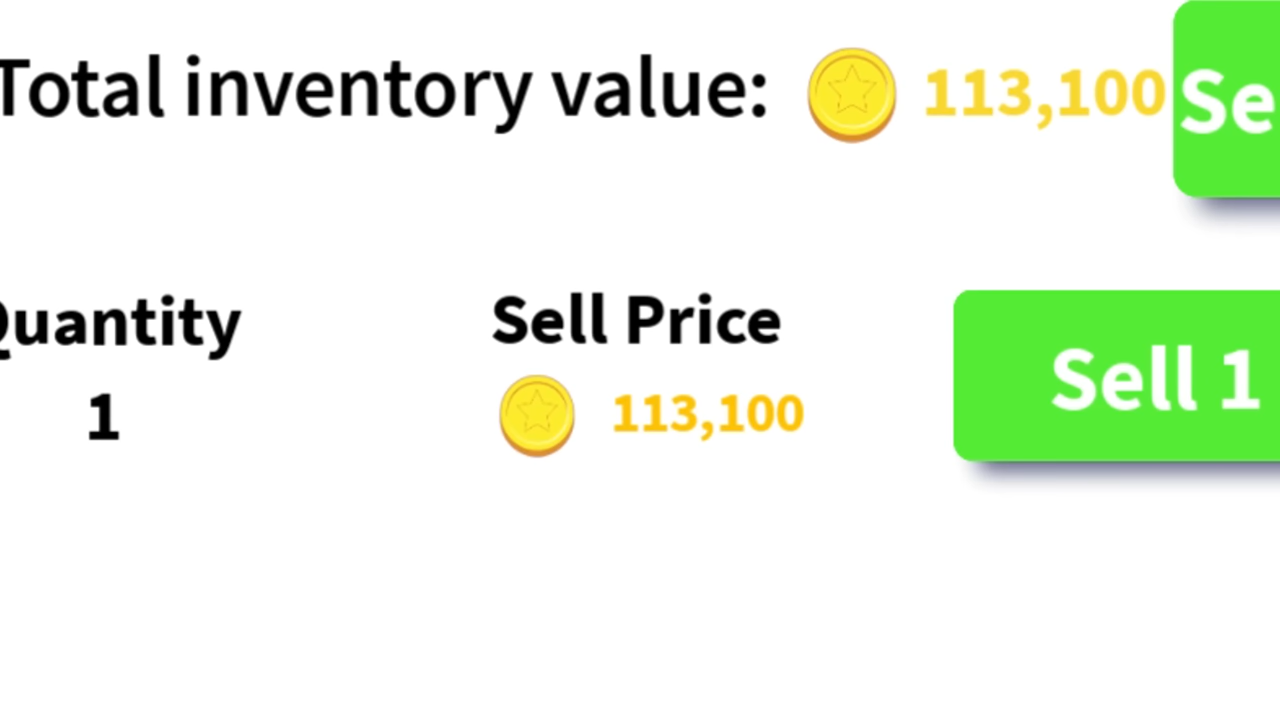 Total inventory value: 113,100
Quantity Sell Price
1 113,100 Sell 1